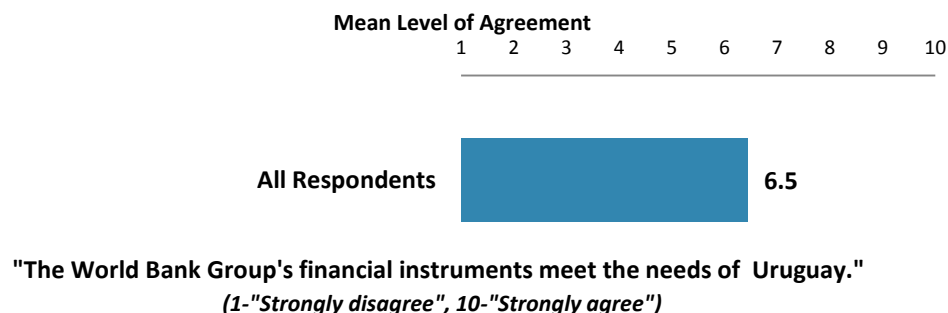 Mean Level of Agreement
1 2 3 4 5 6 7 8 9 10
All Respondents 6.5
"The World Bank Group's financial instruments meet the needs of Uruguay."
(1-"Strongly disagree", 10-"Strongly agree")